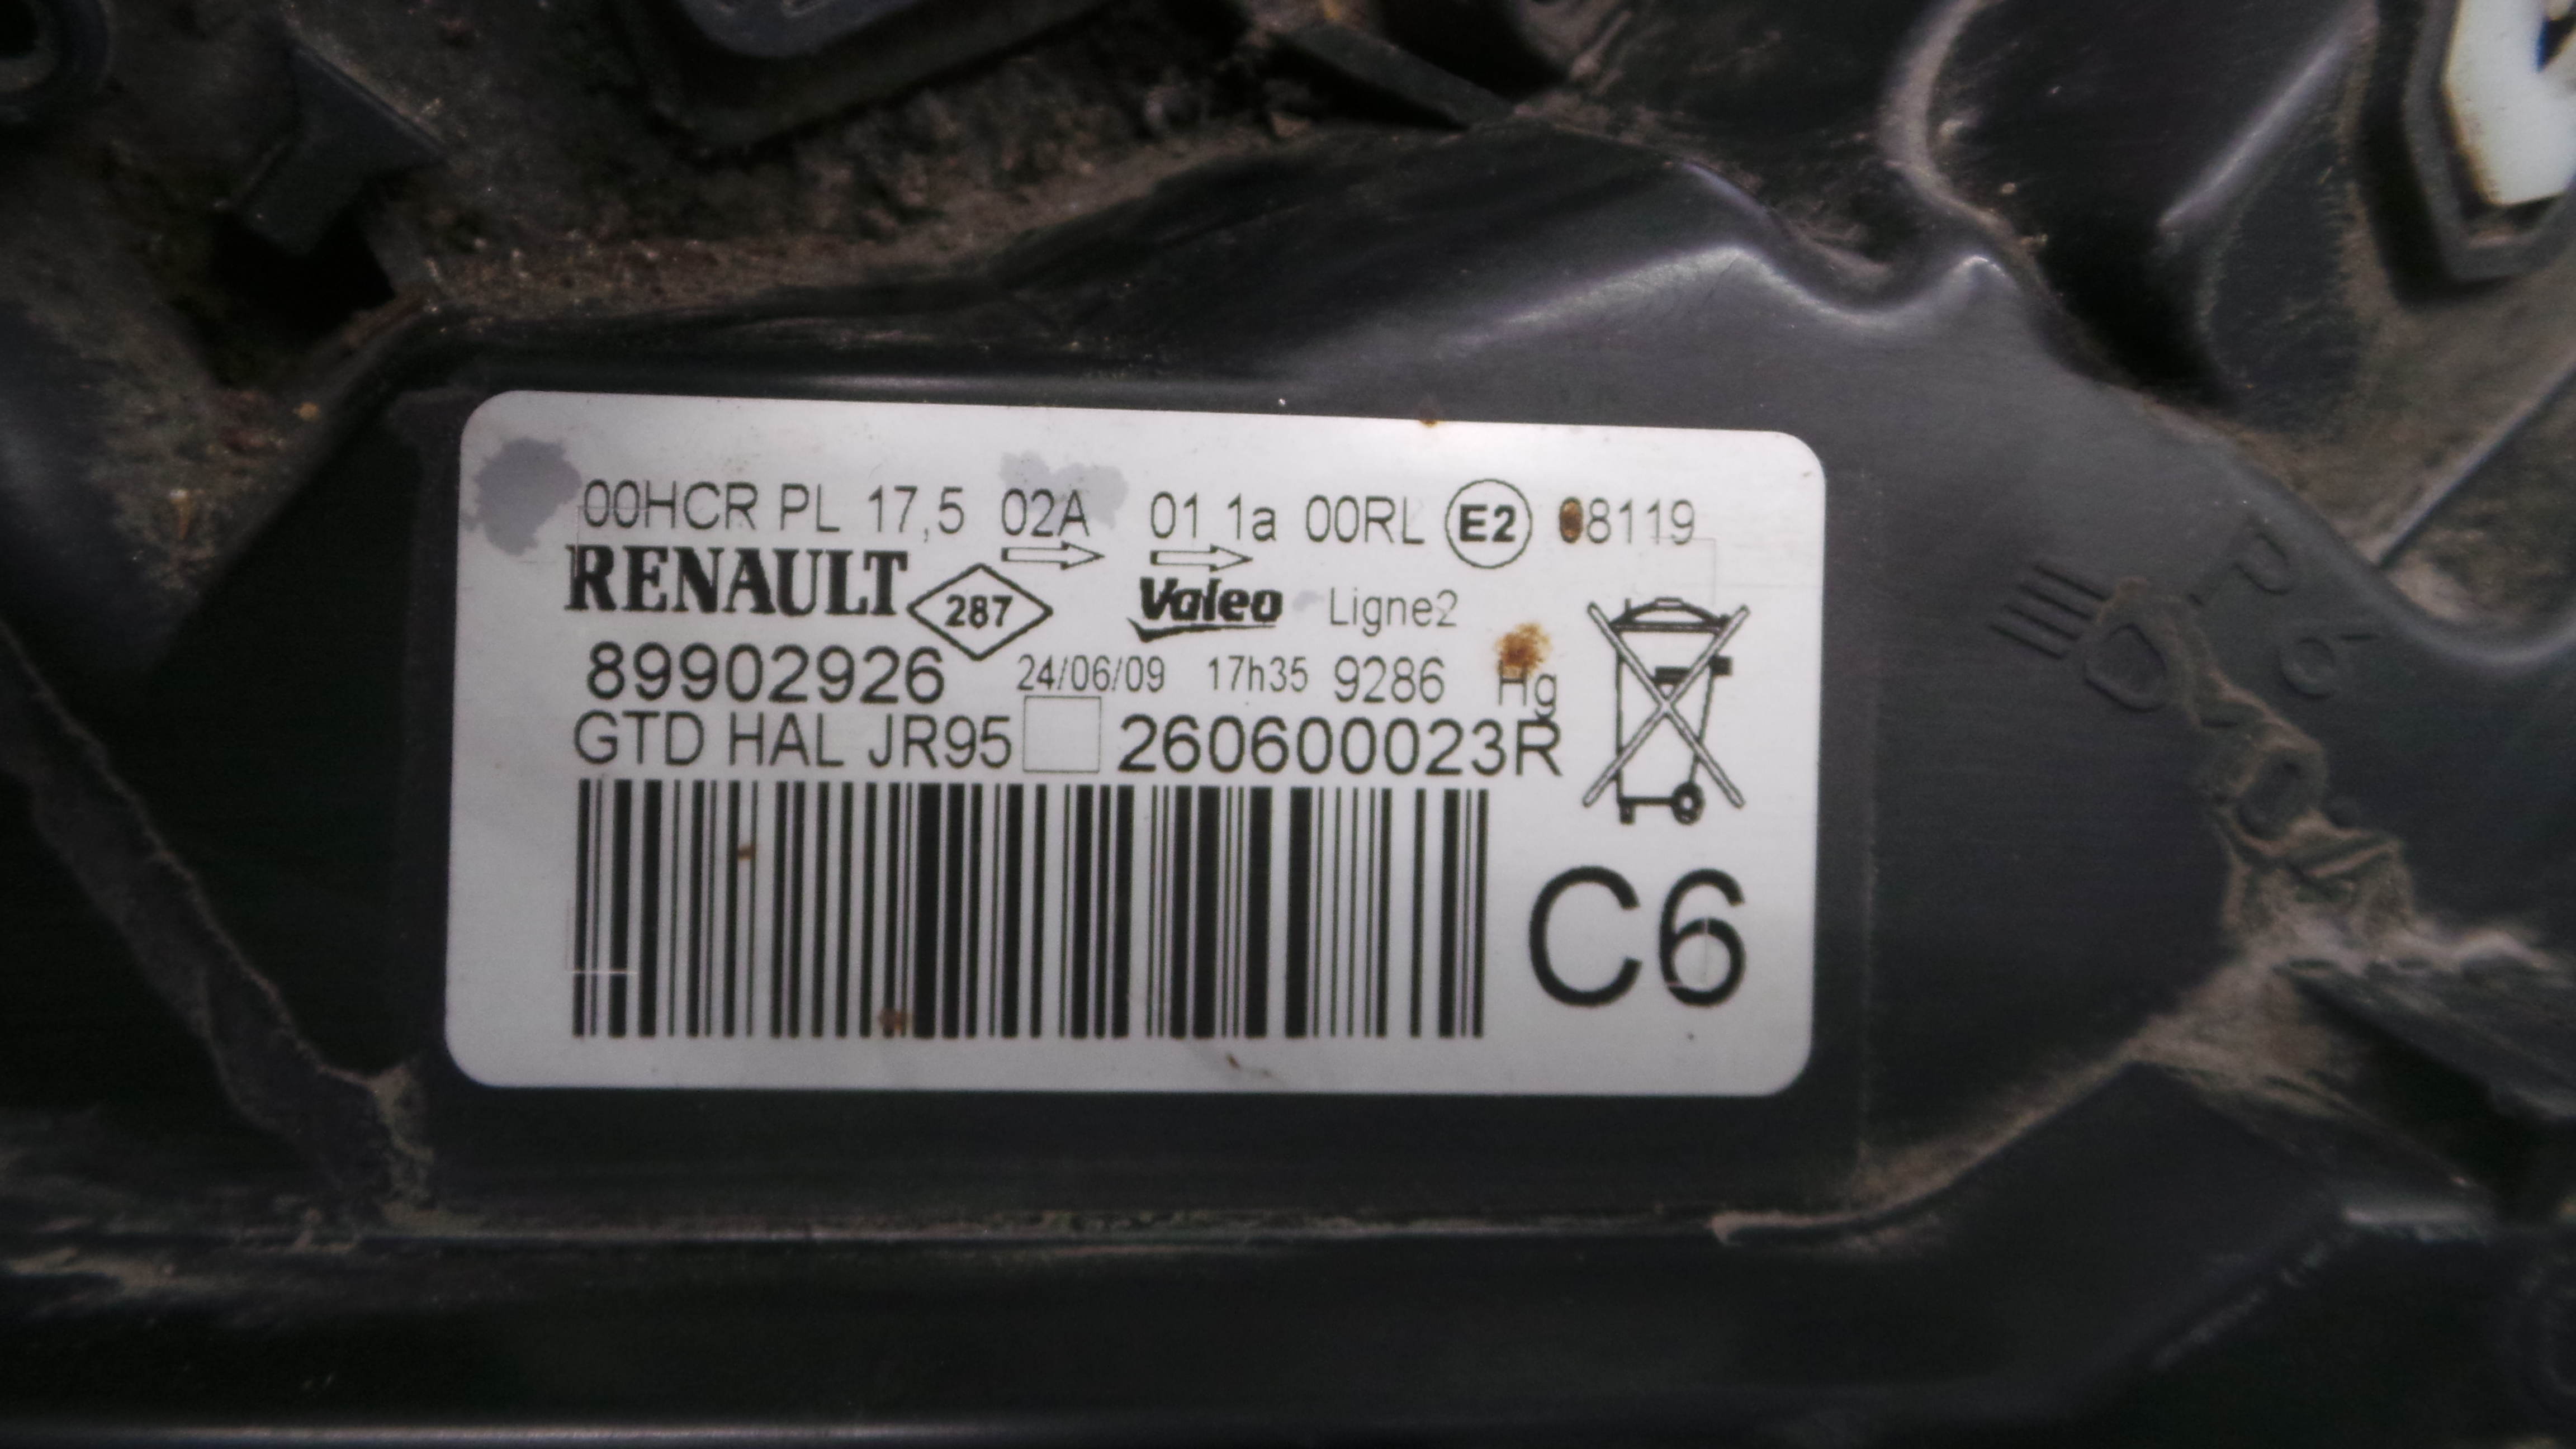 00HCR PL 17,5 02A 01 1a 00RL E2 08119
RENAULT 287 Valeo Ligne2
89902926 24/06/09 17h35 9286 Hg
GTD HAL JR95 260600023R
C6